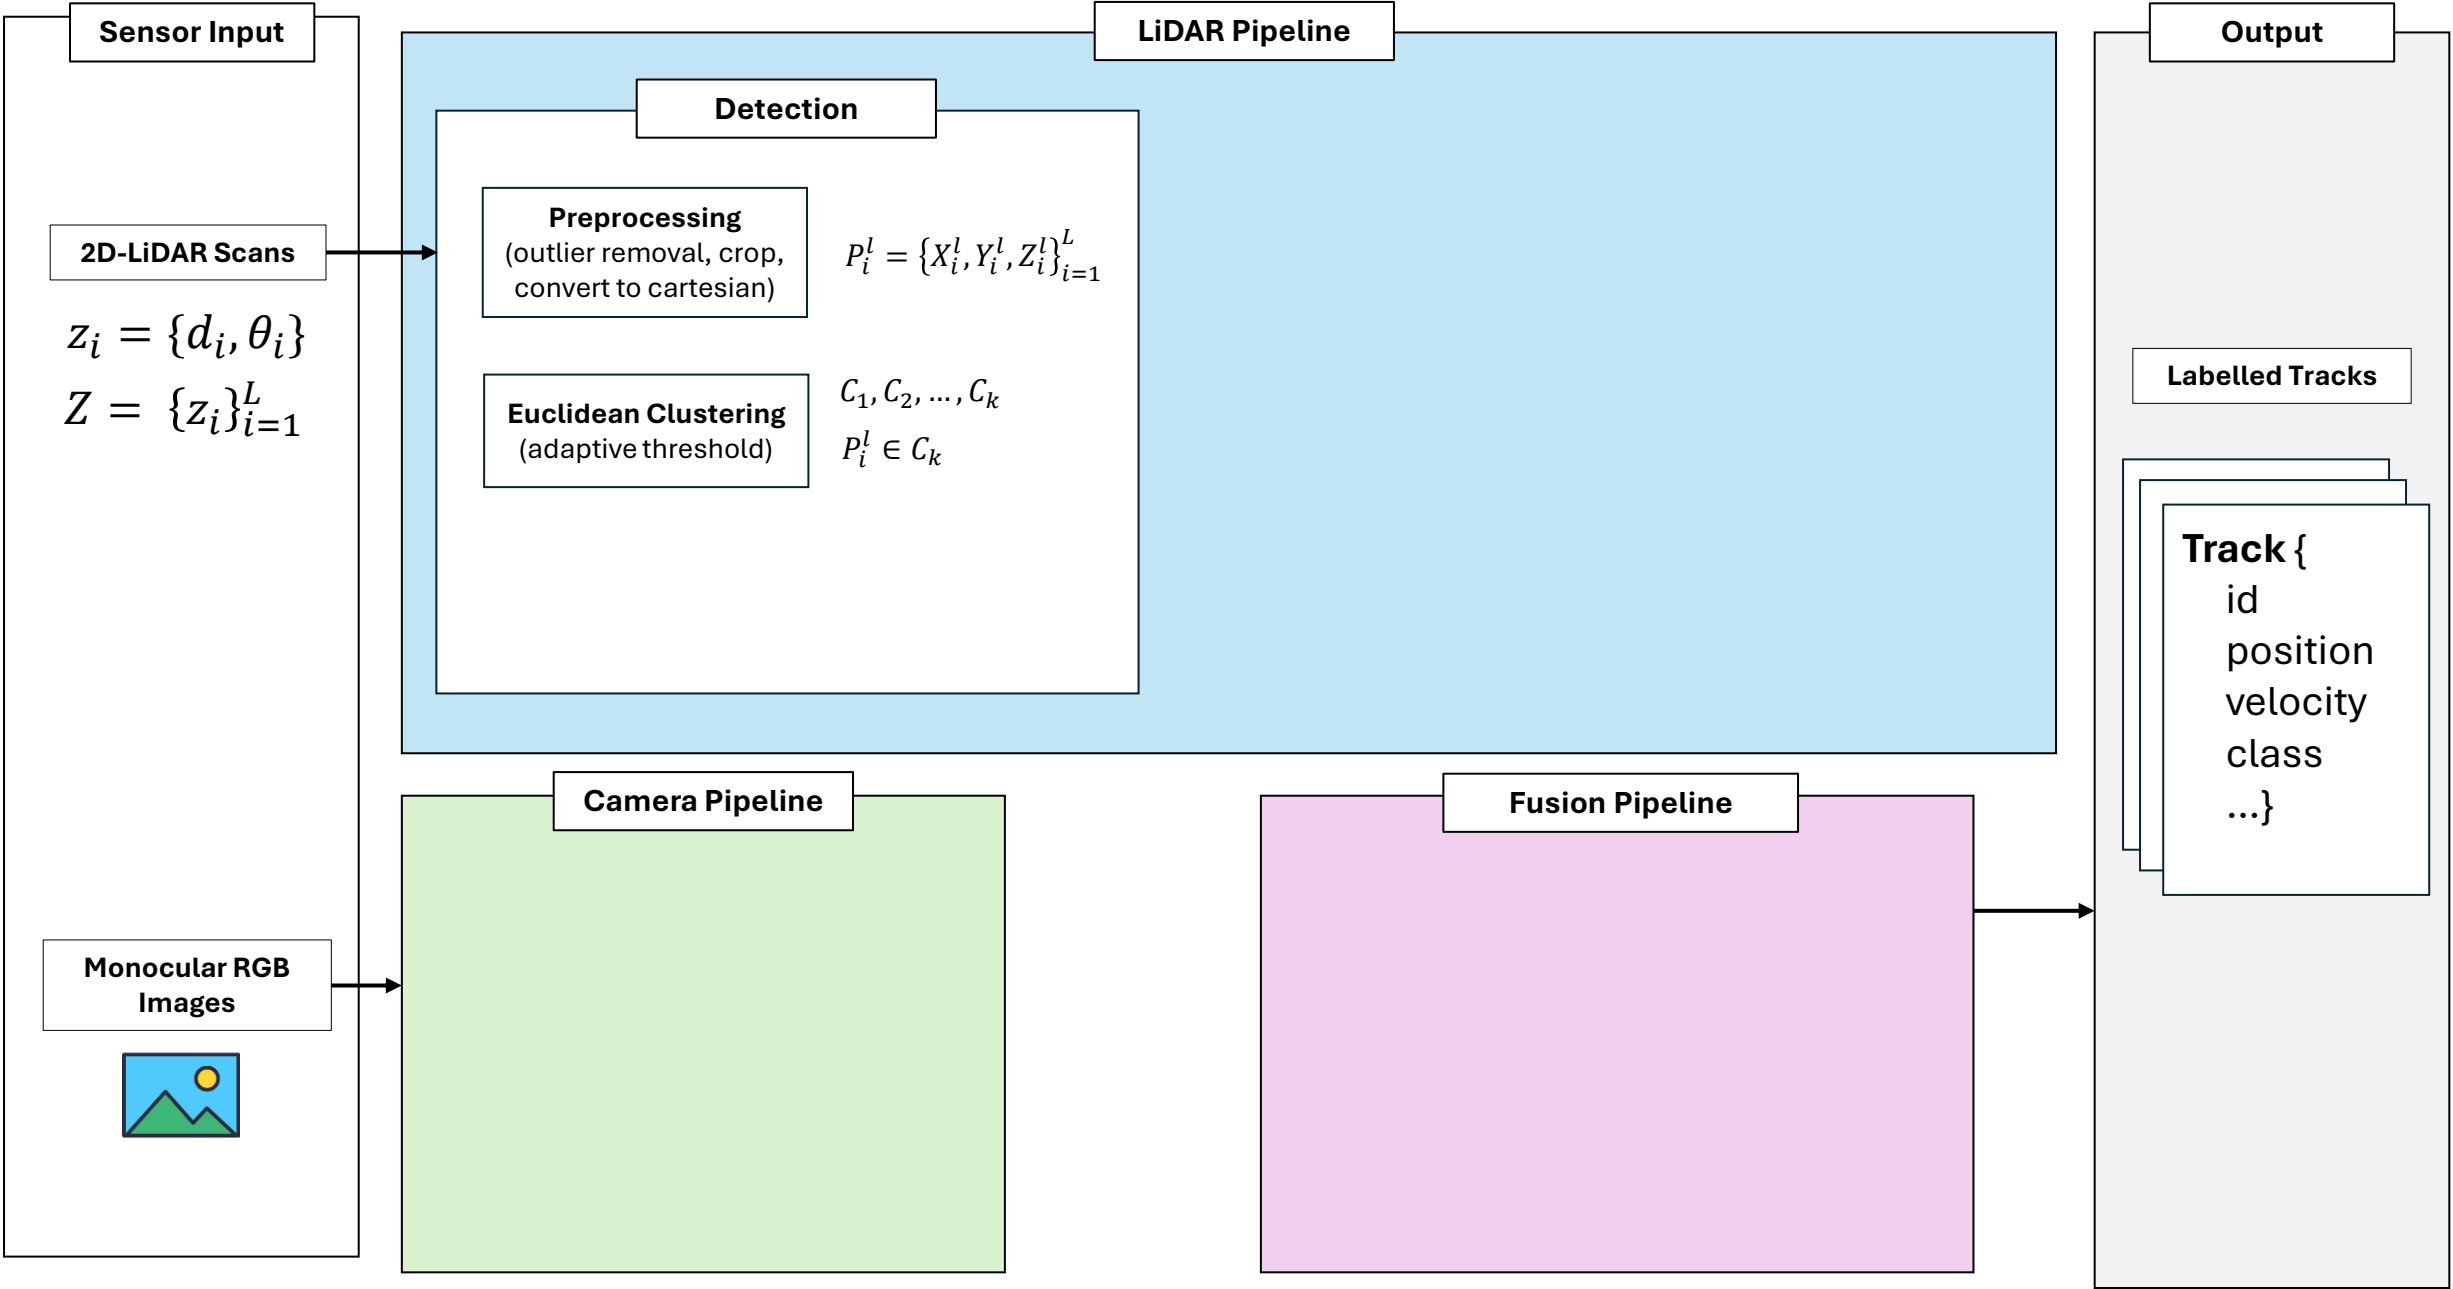 Sensor Input
2D-LiDAR Scans
z_i = {d_i, θ_i}
Z = {z_i}_{i=1}^{L}
Monocular RGB
Images
LiDAR Pipeline
Detection
Preprocessing
(outlier removal, crop,
convert to cartesian)
P_i^l = {X_i^l, Y_i^l, Z_i^l}_{i=1}^{L}
Euclidean Clustering
(adaptive threshold)
C_1, C_2, … , C_k
P_i^l ∈ C_k
Camera Pipeline
Fusion Pipeline
Output
Labelled Tracks
Track {
id
position
velocity
class
…}